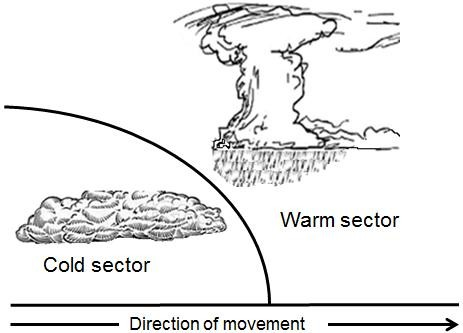 Warm sector
Cold sector
Direction of movement